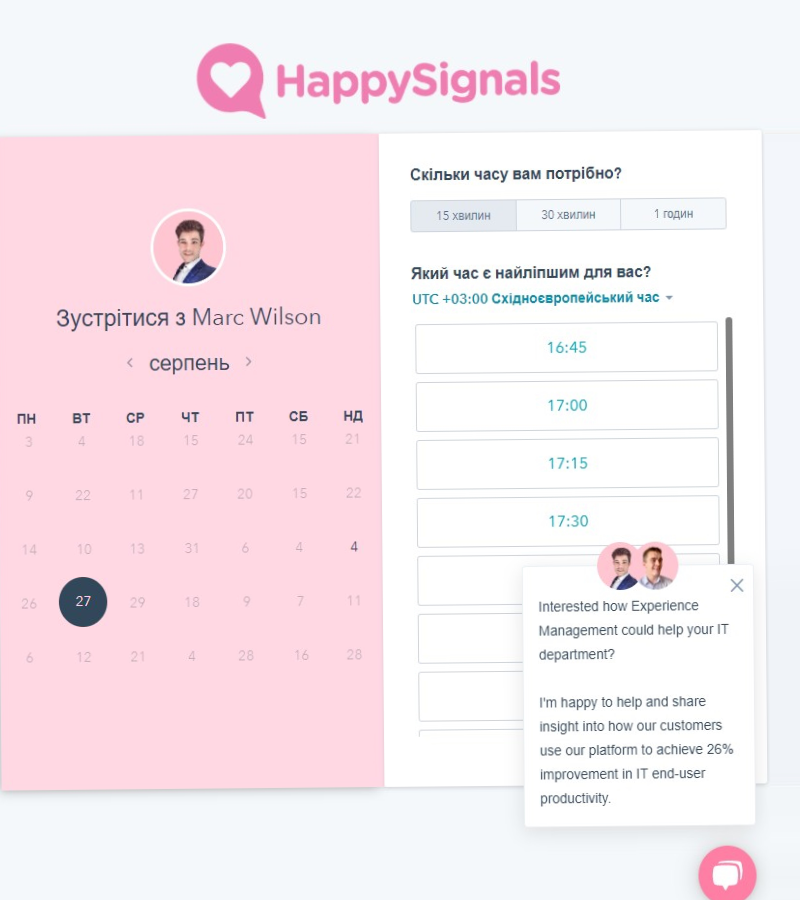 HappySignals
Зустрітися з Marc Wilson
серпень
ПН ВТ СР ЧТ ПТ СБ НД
3 4 18 15 24 15 21
9 22 11 27 20 15 22
14 10 13 31 6 4 4
26 27 29 18 9 7 11
6 12 21 4 28 16 28
Скільки часу вам потрібно?
15 хвилин 30 хвилин 1 годин
Який час є найліпшим для вас?
UTC +03:00 Східноєвропейський час
16:45
17:00
17:15
17:30
Interested how Experience
Management could help your IT
department?
I'm happy to help and share
insight into how our customers
use our platform to achieve 26%
improvement in IT end-user
productivity.